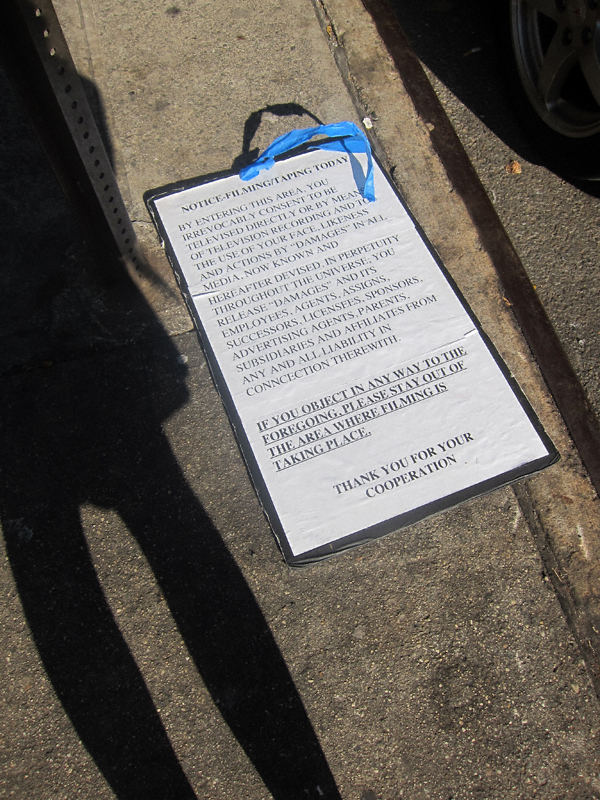 NOTICE-FILMING/TAPING TODAY
BY ENTERING THIS AREA, YOU
IRREVOCABLY CONSENT TO BE
TELEVISED DIRECTLY OR BY MEANS
OF TELEVISION RECORDING AND TO
THE USE OF YOUR FACE, LIKENESS
AND ACTIONS BY "DAMAGES" IN ALL
MEDIA, NOW KNOWN AND
HEREAFTER DEVISED, IN PERPETUITY
THROUGHOUT THE UNIVERSE. YOU
RELEASE "DAMAGES" AND ITS
EMPLOYEES, AGENTS, ASSIGNS,
SUCCESSORS, LICENSEES, SPONSORS,
ADVERTISING AGENTS, PARENTS,
SUBSIDIARIES AND AFFILIATES FROM
ANY AND ALL LIABILITY IN
CONNCECTION THEREWITH.
IF YOU OBJECT IN ANY WAY TO THE
FOREGOING, PLEASE STAY OUT OF
THE AREA WHERE FILMING IS
TAKING PLACE.
THANK YOU FOR YOUR
COOPERATION